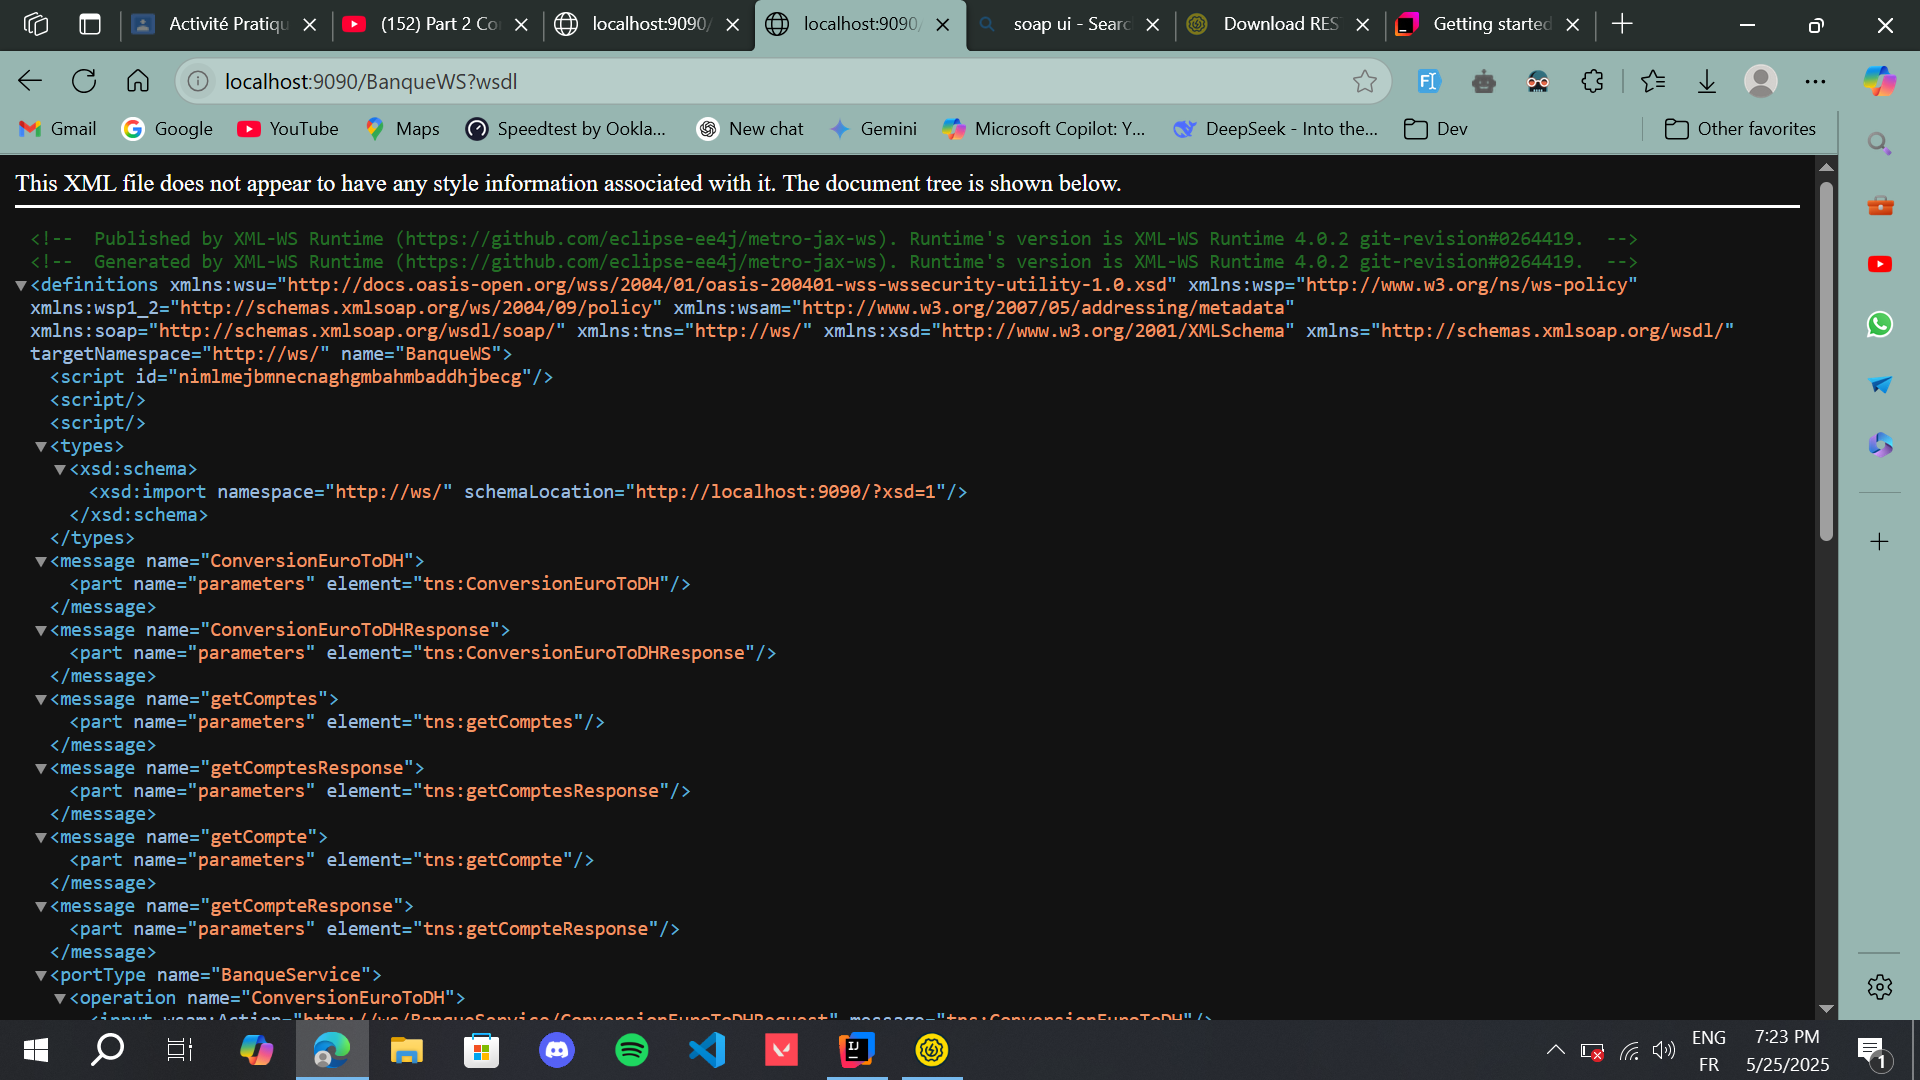 Activité Pratiqu
(152) Part 2 Co
localhost:9090/
localhost:9090/
soap ui - Searc
Download RES
Getting started
localhost:9090/BanqueWS?wsdl
Gmail
Google
YouTube
Maps
Speedtest by Ookla...
New chat
Gemini
Microsoft Copilot: Y...
DeepSeek - Into the...
Dev
Other favorites
This XML file does not appear to have any style information associated with it. The document tree is shown below.
<!--  Published by XML-WS Runtime (https://github.com/eclipse-ee4j/metro-jax-ws). Runtime's version is XML-WS Runtime 4.0.2 git-revision#0264419.  -->
<!--  Generated by XML-WS Runtime (https://github.com/eclipse-ee4j/metro-jax-ws). Runtime's version is XML-WS Runtime 4.0.2 git-revision#0264419.  -->
<definitions xmlns:wsu="http://docs.oasis-open.org/wss/2004/01/oasis-200401-wss-wssecurity-utility-1.0.xsd" xmlns:wsp="http://www.w3.org/ns/ws-policy"
xmlns:wsp1_2="http://schemas.xmlsoap.org/ws/2004/09/policy" xmlns:wsam="http://www.w3.org/2007/05/addressing/metadata"
xmlns:soap="http://schemas.xmlsoap.org/wsdl/soap/" xmlns:tns="http://ws/" xmlns:xsd="http://www.w3.org/2001/XMLSchema" xmlns="http://schemas.xmlsoap.org/wsdl/"
targetNamespace="http://ws/" name="BanqueWS">
<script id="nimlmejbmnecnaghgmbahmbaddhjbecg"/>
<script/>
<script/>
<types>
<xsd:schema>
<xsd:import namespace="http://ws/" schemaLocation="http://localhost:9090/?xsd=1"/>
</xsd:schema>
</types>
<message name="ConversionEuroToDH">
<part name="parameters" element="tns:ConversionEuroToDH"/>
</message>
<message name="ConversionEuroToDHResponse">
<part name="parameters" element="tns:ConversionEuroToDHResponse"/>
</message>
<message name="getComptes">
<part name="parameters" element="tns:getComptes"/>
</message>
<message name="getComptesResponse">
<part name="parameters" element="tns:getComptesResponse"/>
</message>
<message name="getCompte">
<part name="parameters" element="tns:getCompte"/>
</message>
<message name="getCompteResponse">
<part name="parameters" element="tns:getCompteResponse"/>
</message>
<portType name="BanqueService">
<operation name="ConversionEuroToDH">
<input wsam:Action="http://ws/BanqueService/ConversionEuroToDHRequest" message="tns:ConversionEuroToDH"/>
ENG
FR
7:23 PM
5/25/2025
1